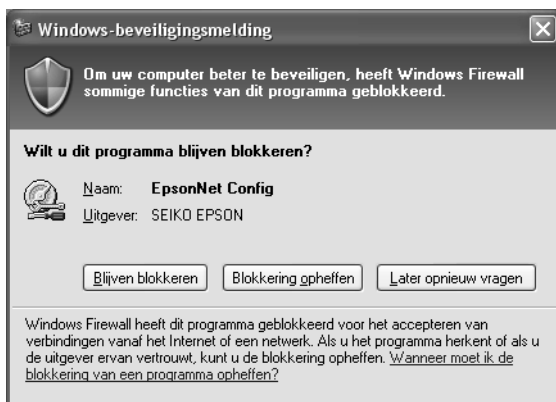 Windows-beveiligingsmelding
Om uw computer beter te beveiligen, heeft Windows Firewall
sommige functies van dit programma geblokkeerd.
Wilt u dit programma blijven blokkeren?
Naam: EpsonNet Config
Uitgever: SEIKO EPSON
Blijven blokkeren Blokkering opheffen Later opnieuw vragen
Windows Firewall heeft dit programma geblokkeerd voor het accepteren van
verbindingen vanaf het Internet of een netwerk. Als u het programma herkent of als u
de uitgever ervan vertrouwt, kunt u de blokkering opheffen. Wanneer moet ik de
blokkering van een programma opheffen?